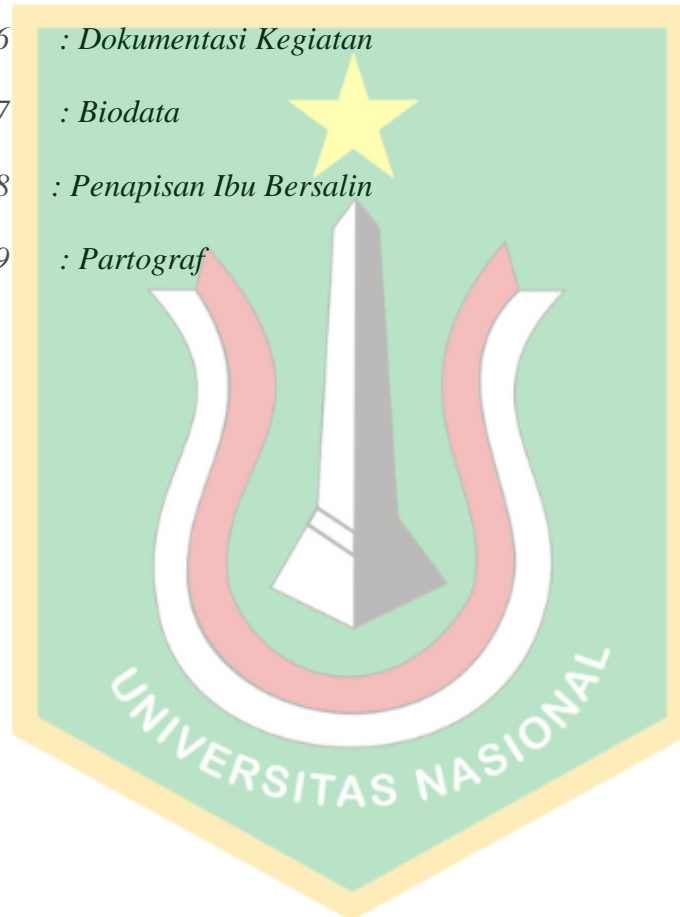 6 : Dokumentasi Kegiatan
7 : Biodata
8 : Penapisan Ibu Bersalin
9 : Partograf
UNIVERSITAS NASIONAL